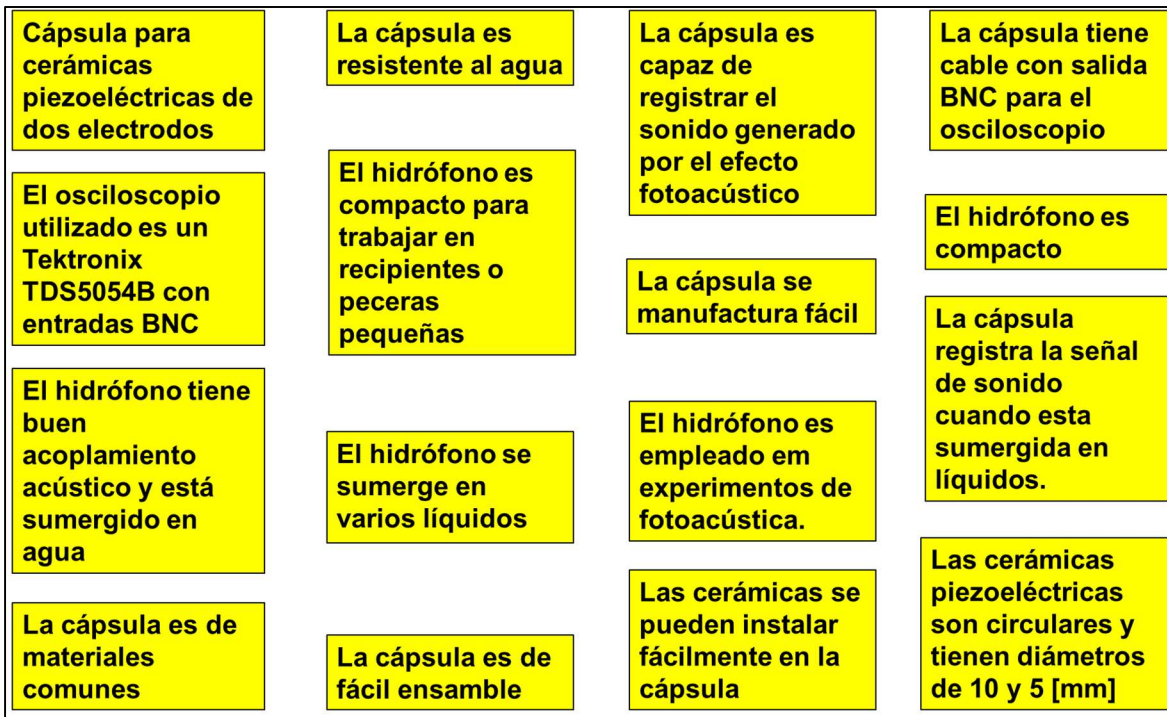 Cápsula para
cerámicas
piezoeléctricas de
dos electrodos
El osciloscopio
utilizado es un
Tektronix
TDS5054B con
entradas BNC
El hidrófono tiene
buen
acoplamiento
acústico y está
sumergido en
agua
La cápsula es de
materiales
comunes
La cápsula es
resistente al agua
El hidrófono es
compacto para
trabajar en
recipientes o
peceras
pequeñas
El hidrófono se
sumerge en
varios líquidos
La cápsula es de
fácil ensamble
La cápsula es
capaz de
registrar el
sonido generado
por el efecto
fotoacústico
La cápsula se
manufactura fácil
El hidrófono es
empleado em
experimentos de
fotoacústica.
Las cerámicas se
pueden instalar
fácilmente en la
cápsula
La cápsula tiene
cable con salida
BNC para el
osciloscopio
El hidrófono es
compacto
La cápsula
registra la señal
de sonido
cuando esta
sumergida en
líquidos.
Las cerámicas
piezoeléctricas
son circulares y
tienen diámetros
de 10 y 5 [mm]